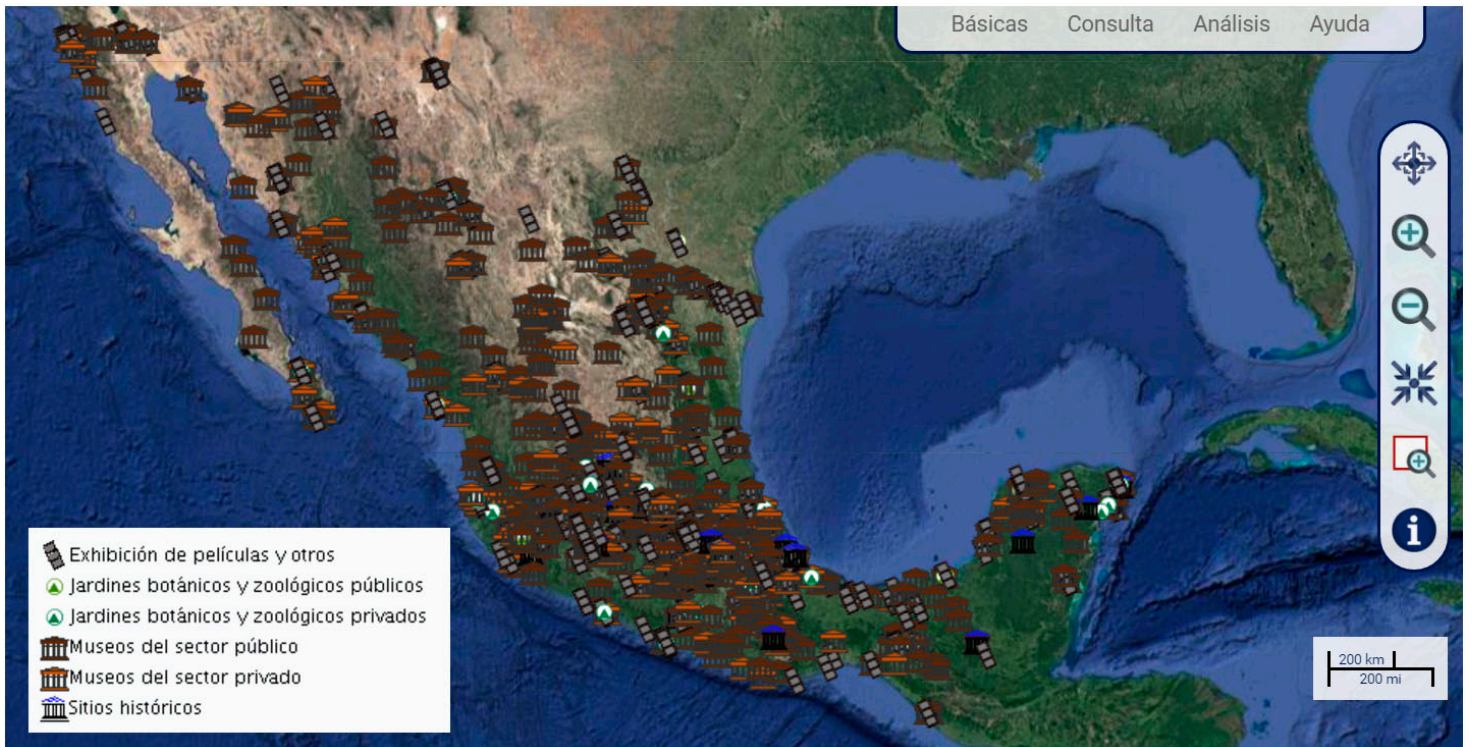 Básicas Consulta Análisis Ayuda
Exhibición de películas y otros
Jardines botánicos y zoológicos públicos
Jardines botánicos y zoológicos privados
Museos del sector público
Museos del sector privado
Sitios históricos
200 km
200 mi